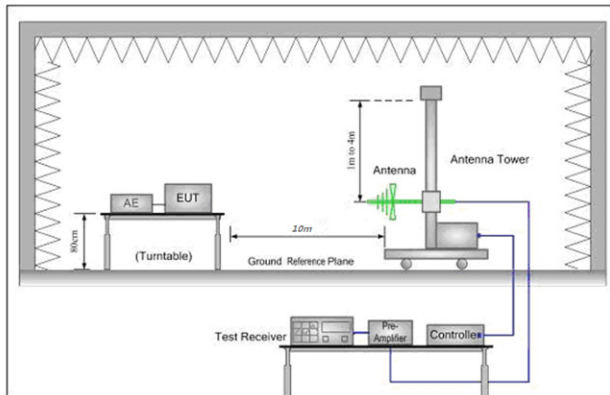 1m to 4m
Antenna
Antenna Tower
AE
EUT
80cm
(Turntable)
10m
Ground Reference Plane
Test Receiver
Pre-
Amplifier
Controller